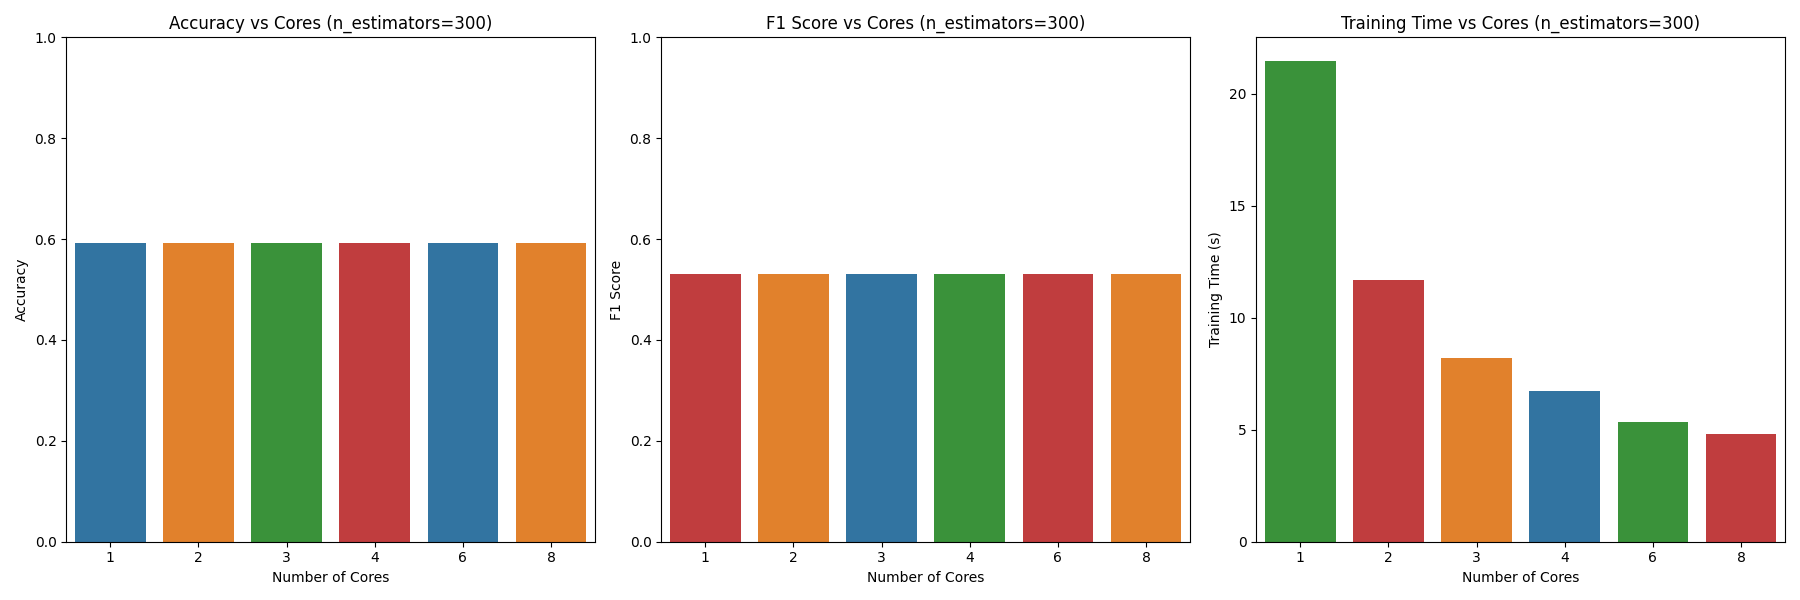 Accuracy vs Cores (n_estimators=300)
1.0
0.8
0.6
0.4
0.2
0.0
Accuracy
1 2 3 4 6 8
Number of Cores
F1 Score vs Cores (n_estimators=300)
1.0
0.8
0.6
0.4
0.2
0.0
F1 Score
1 2 3 4 6 8
Number of Cores
Training Time vs Cores (n_estimators=300)
20
15
10
5
0
Training Time (s)
1 2 3 4 6 8
Number of Cores